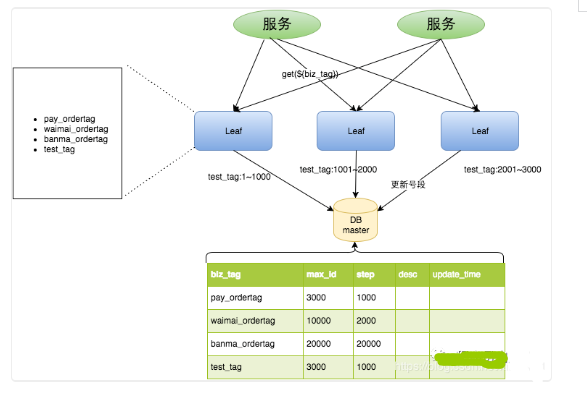 服务
服务
get(${biz_tag})
pay_ordertag
waimai_ordertag
banma_ordertag
test_tag
Leaf
Leaf
Leaf
test_tag:1~1000
test_tag:1001~2000
test_tag:2001~3000
更新号段
DB
master
biz_tag max_id step desc update_time
pay_ordertag 3000 1000
waimai_ordertag 10000 2000
banma_ordertag 20000 20000
test_tag 3000 1000